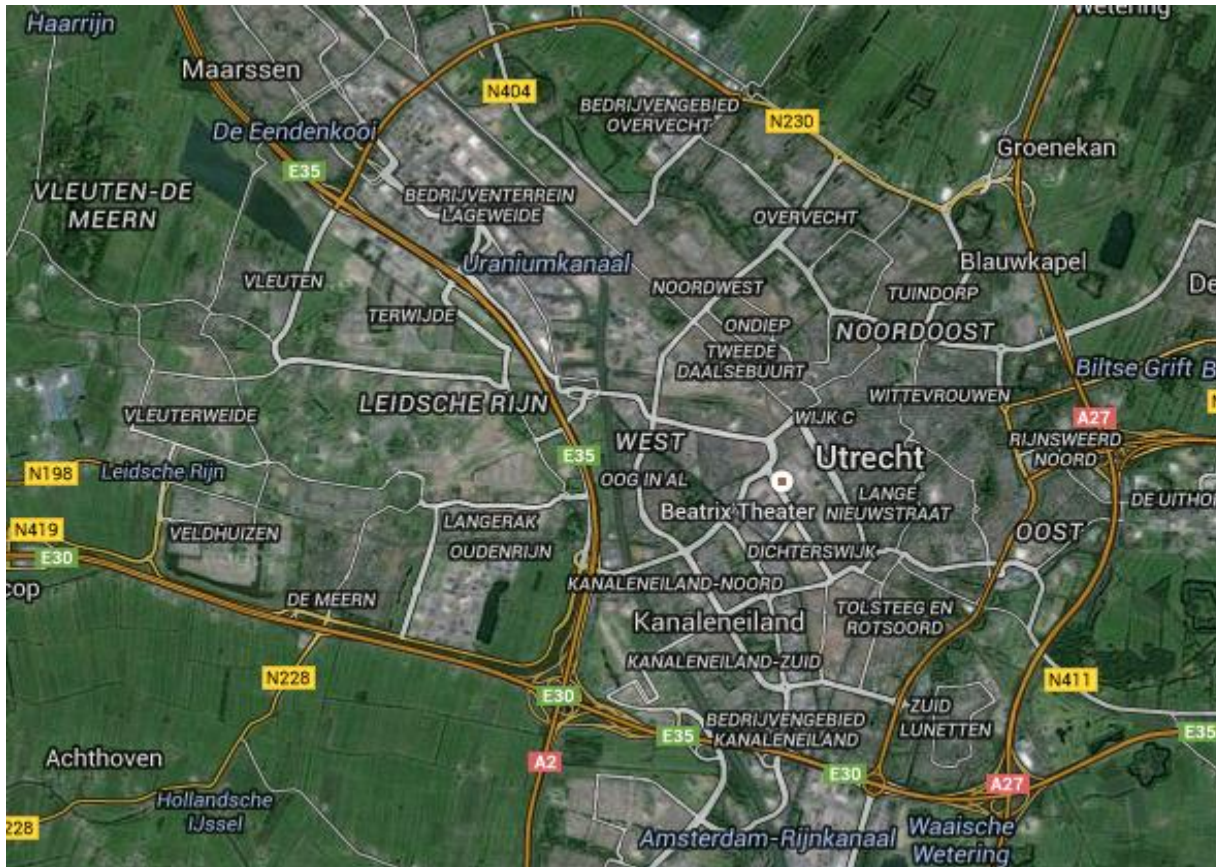 Haarrijn
Wetering
Maarssen
N404
BEDRIJVENGEBIED
OVERVECHT
N230
De Eendenkooi
Groenekan
E35
VLEUTEN-DE
MEERN
BEDRIJVENTERREIN
LAGEWEIDE
OVERVECHT
Uraniumkanaal
Blauwkapel
VLEUTEN
NOORDWEST
TUINDORP
De
TERWIJDE
ONDIEP
NOORDOOST
TWEEDE
DAALSEBUURT
Biltse Grift
B
LEIDSCHE RIJN
WITTEVROUWEN
VLEUTERWEIDE
WIJK C
A27
N
WEST
RIJNSWEERD
NOORD
Utrecht
E35
N198
Leidsche Rijn
OOG IN AL
LANGE
NIEUWSTRAAT
DE UITHO
Beatrix Theater
N419
VELDHUIZEN
LANGERAK
OOST
E30
OUDENRIJN
DICHTERSWIJK
cop
KANALENEILAND-NOORD
DE MEERN
TOLSTEEG EN
ROTSOORD
Kanaleneiland
N228
KANALENEILAND-ZUID
N411
E30
ZUID
LUNETTEN
BEDRIJVENGEBIED
KANALENEILAND
E35
E35
Achthoven
A2
E30
A27
Hollandsche
IJssel
228
Amsterdam-Rijnkanaal
Waaische
Wetering